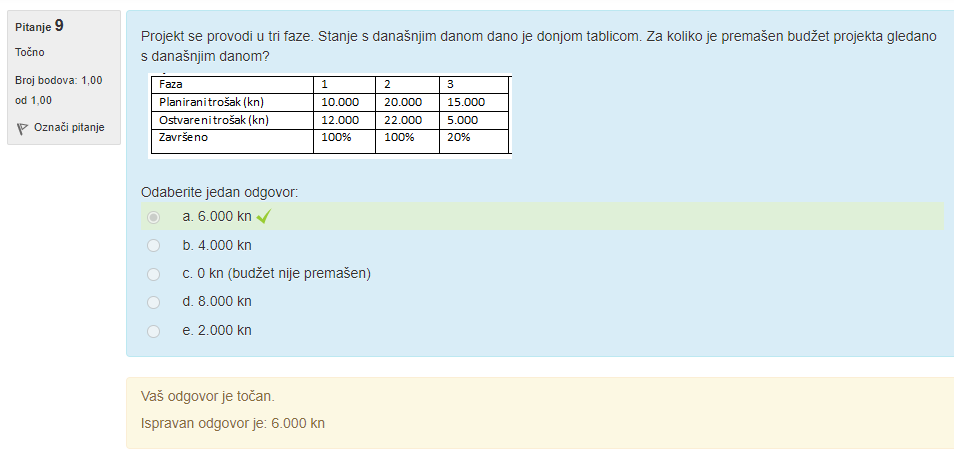 Pitanje 9
Točno
Broj bodova: 1,00
od 1,00
Označi pitanje
Projekt se provodi u tri faze. Stanje s današnjim danom dano je donjom tablicom. Za koliko je premašen budžet projekta gledano
s današnjim danom?
Faza 1 2 3
Planirani trošak (kn) 10.000 20.000 15.000
Ostvareni trošak (kn) 12.000 22.000 5.000
Završeno 100% 100% 20%
Odaberite jedan odgovor:
a. 6.000 kn
b. 4.000 kn
c. 0 kn (budžet nije premašen)
d. 8.000 kn
e. 2.000 kn
Vaš odgovor je točan.
Ispravan odgovor je: 6.000 kn